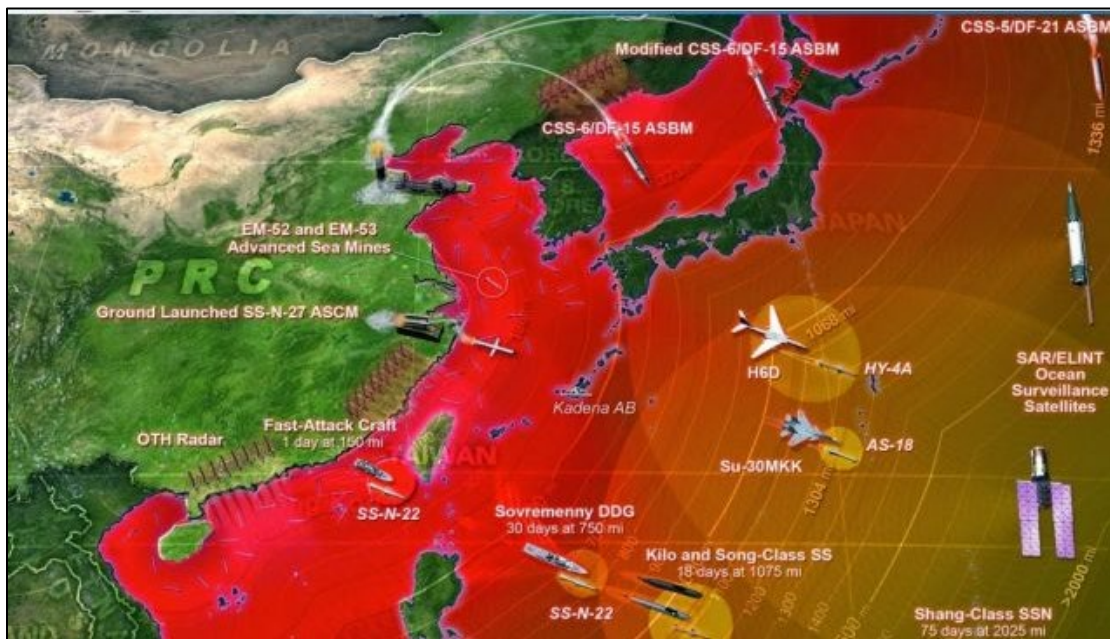 MONGOLIA
Modified CSS-6/DF-15 ASBM
CSS-5/DF-21 ASBM
1336 mi
CSS-6/DF-15 ASBM
JAPAN
EM-52 and EM-53
Advanced Sea Mines
PRC
Ground Launched SS-N-27 ASCM
1068 mi
H6D
HY-4A
SAR/ELINT
Ocean
Surveillance
Satellites
Kadena AB
Fast-Attack Craft
1 day at 150 mi
OTH Radar
TAIWAN
AS-18
Su-30MKK
1304 mi
SS-N-22
Sovremenny DDG
30 days at 750 mi
Kilo and Song-Class SS
18 days at 1075 mi
SS-N-22
>2000 mi
1200
1300
1400
Shang-Class SSN
75 days at 2025 mi